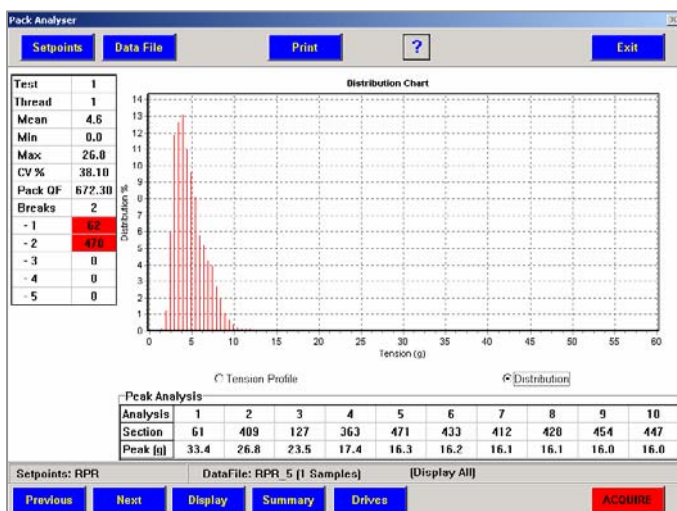 Pack Analyser
Setpoints Data File Print ? Exit
Test 1
Thread 1
Mean 4.6
Min 0.0
Max 26.8
CV % 38.10
Pack QF 672.30
Breaks 2
- 1 62
- 2 470
- 3 0
- 4 0
- 5 0
Distribution Chart
Distribution %
14
13
12
11
10
9
8
7
6
5
4
3
2
1
0
0 5 10 15 20 25 30 35 40 45 50 55 60
Tension (g)
Tension Profile Distribution
Peak Analysis
Analysis 1 2 3 4 5 6 7 8 9 10
Section 61 409 127 363 471 433 412 428 454 447
Peak (g) 33.4 26.8 23.5 17.4 16.3 16.2 16.1 16.1 16.0 16.0
Setpoints: RPR DataFile: RPR_5 (1 Samples) (Display All)
Previous Next Display Summary Drives ACQUIRE